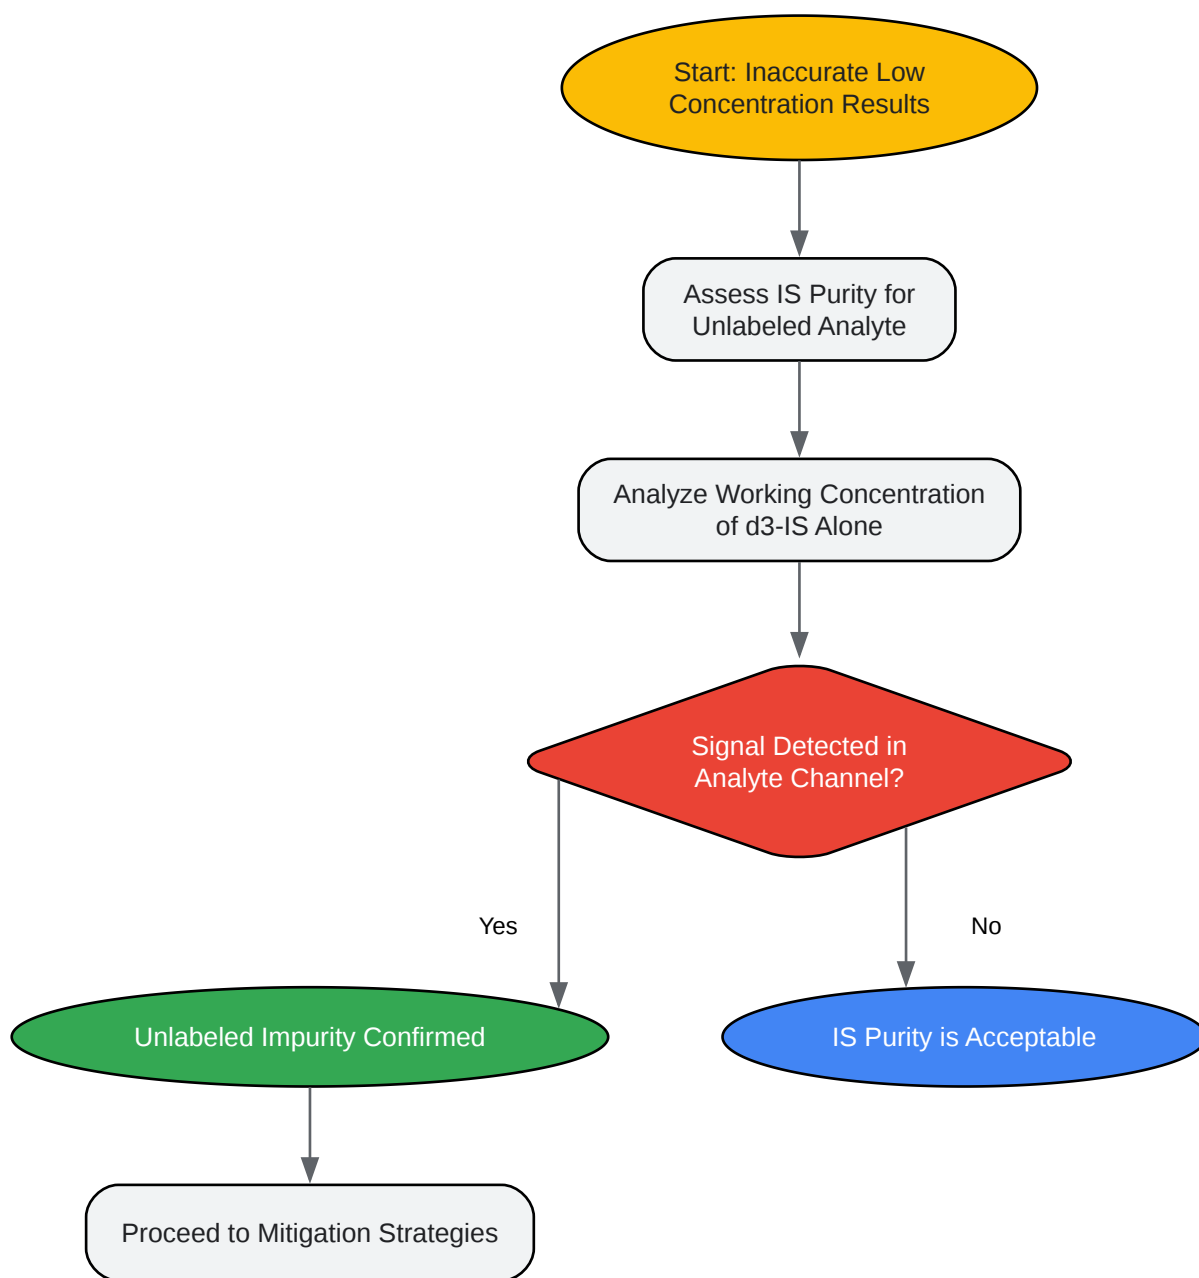 Start: Inaccurate Low
Concentration Results
Assess IS Purity for
Unlabeled Analyte
Analyze Working Concentration
of d3-IS Alone
Signal Detected in
Analyte Channel?
Yes
No
Unlabeled Impurity Confirmed
IS Purity is Acceptable
Proceed to Mitigation Strategies